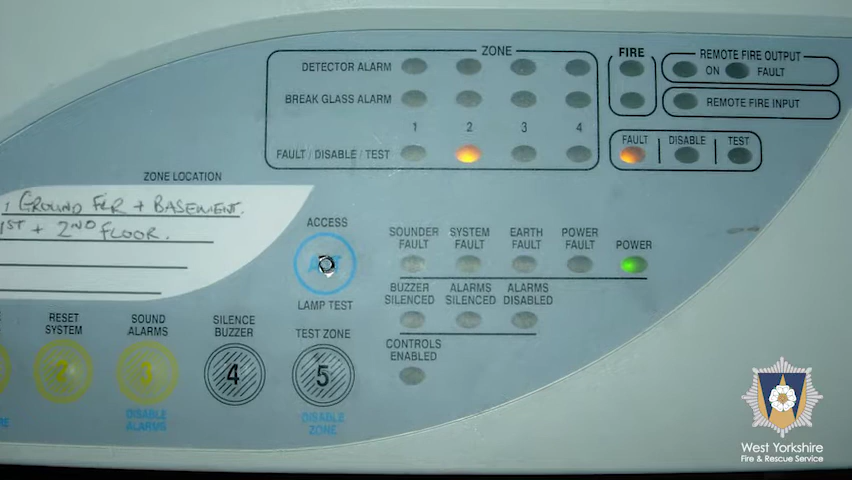 ZONE
DETECTOR ALARM
BREAK GLASS ALARM
1 2 3 4
FAULT / DISABLE / TEST
FIRE
REMOTE FIRE OUTPUT
ON FAULT
REMOTE FIRE INPUT
FAULT DISABLE TEST
ZONE LOCATION
1 GROUND FLR + BASEMENT.
1ST + 2ND FLOOR.
ACCESS
LAMP TEST
SOUNDER FAULT
SYSTEM FAULT
EARTH FAULT
POWER FAULT
POWER
BUZZER SILENCED
ALARMS SILENCED
ALARMS DISABLED
CONTROLS ENABLED
RESET SYSTEM
2
SOUND ALARMS
3
DISABLE ALARMS
SILENCE BUZZER
4
TEST ZONE
5
DISABLE ZONE
West Yorkshire
Fire & Rescue Service